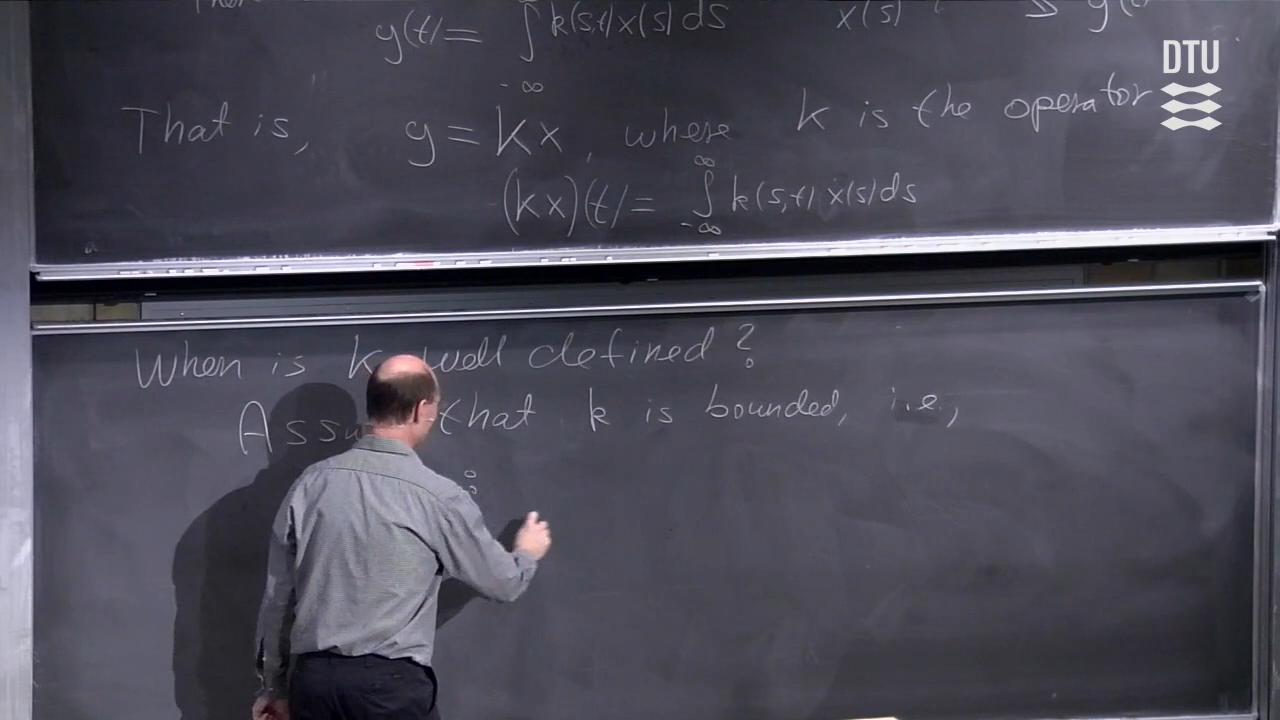 y(t) = ∫ k(s,t) x(s) ds x(s)
-∞
DTU
That is, y = Kx, where K is the operator
(Kx)(t) = ∫_{-∞}^{∞} k(s,t) x(s) ds
When is K well defined?
that k is bounded, i.e.,